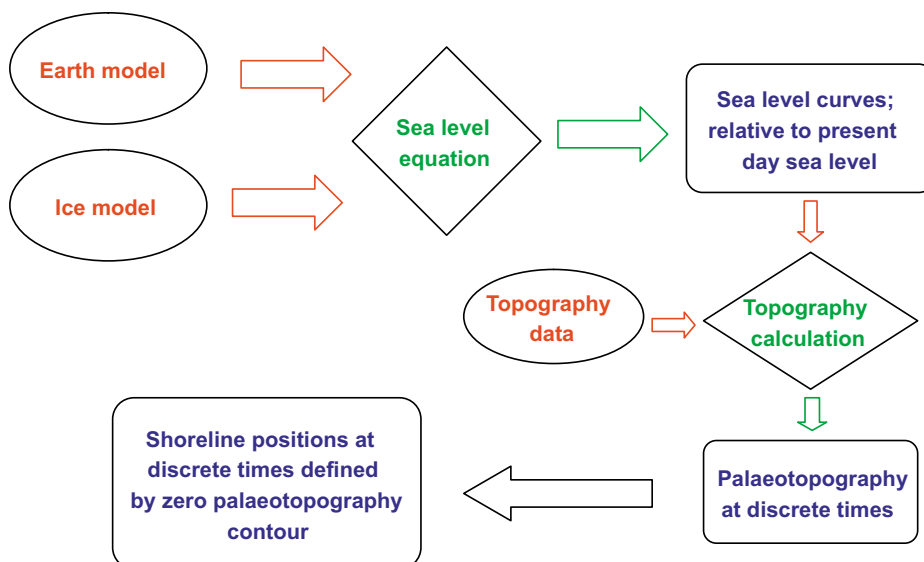 Earth model
Ice model
Sea level
equation
Sea level curves;
relative to present
day sea level
Topography
data
Topography
calculation
Palaeotopography
at discrete times
Shoreline positions at
discrete times defined
by zero palaeotopography
contour